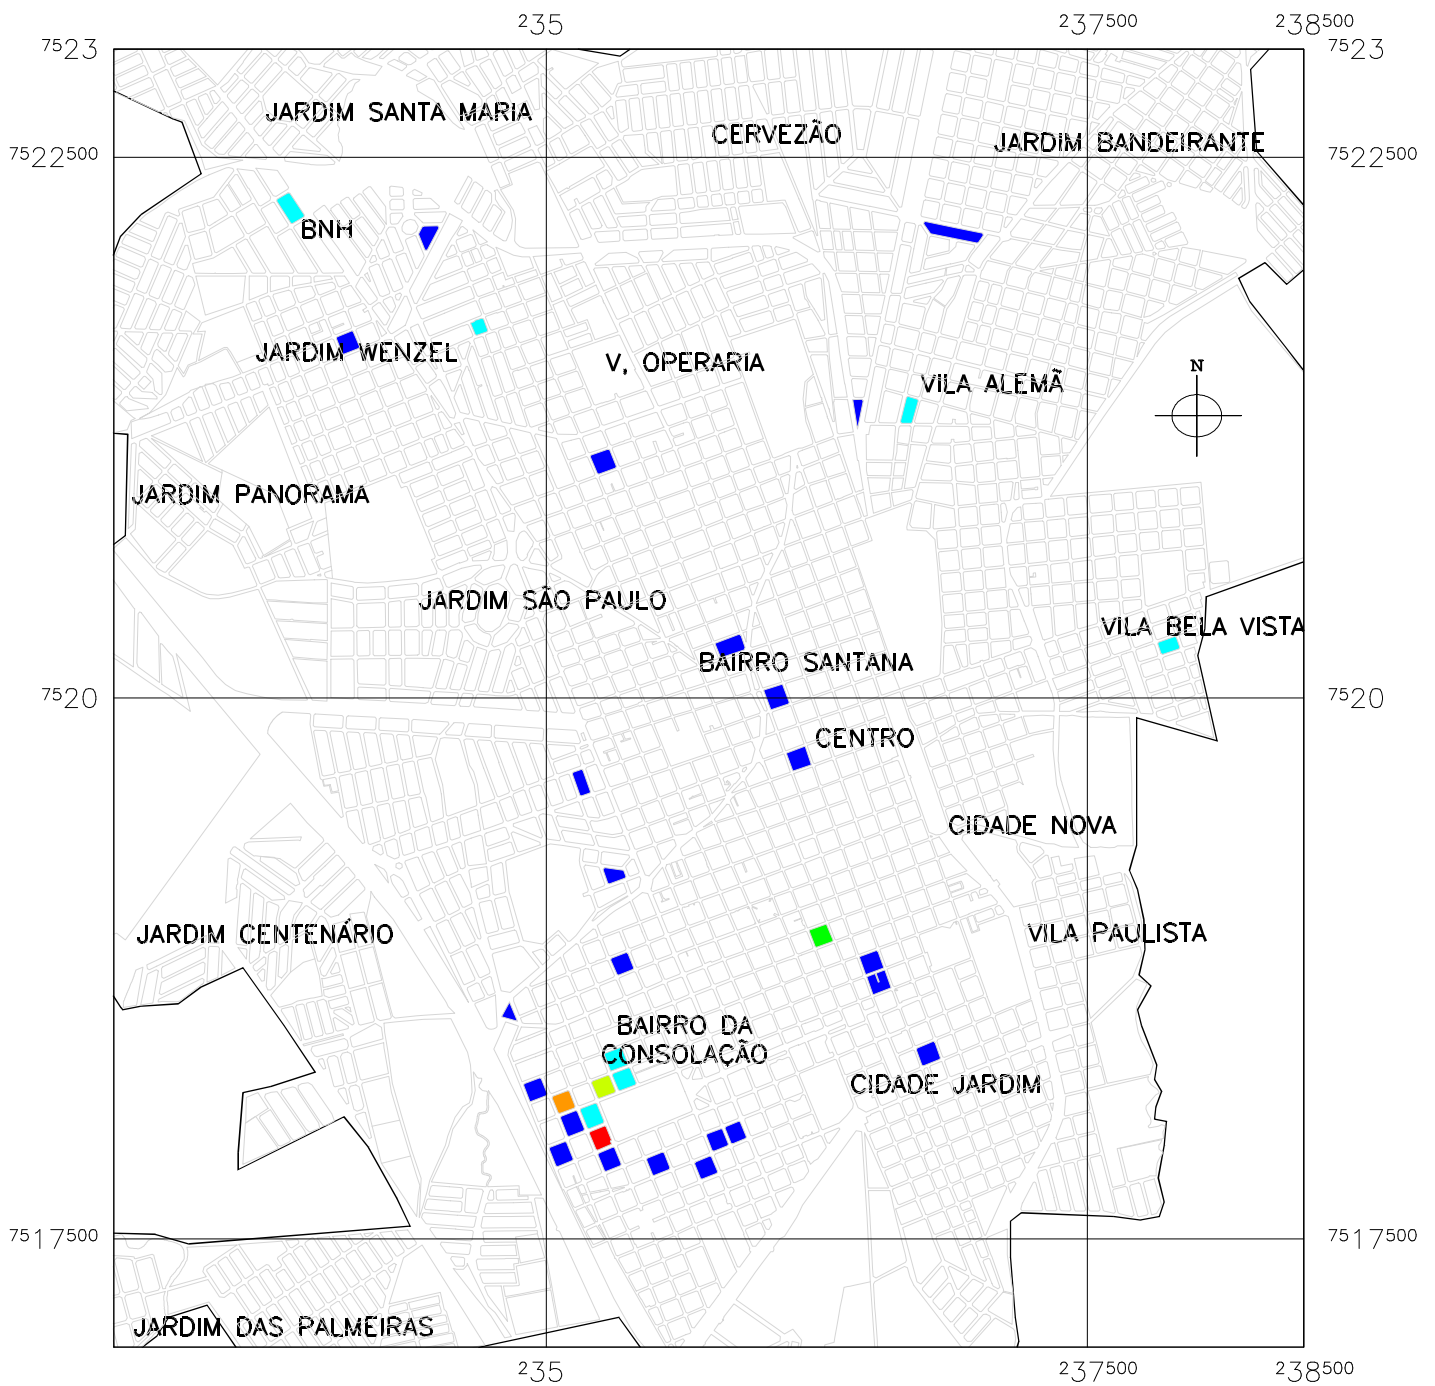 235 237500 238500
7523 7523
JARDIM SANTA MARIA
CERVEZÃO
JARDIM BANDEIRANTE
7522500 7522500
BNH
JARDIM WENZEL
V, OPERARIA
N
VILA ALEMÃ
JARDIM PANORAMA
JARDIM SÃO PAULO
VILA BELA VISTA
BAIRRO SANTANA
7520 7520
CENTRO
CIDADE NOVA
JARDIM CENTENÁRIO
VILA PAULISTA
BAIRRO DA
CONSOLAÇÃO
CIDADE JARDIM
7517500 7517500
JARDIM DAS PALMEIRAS
235 237500 238500